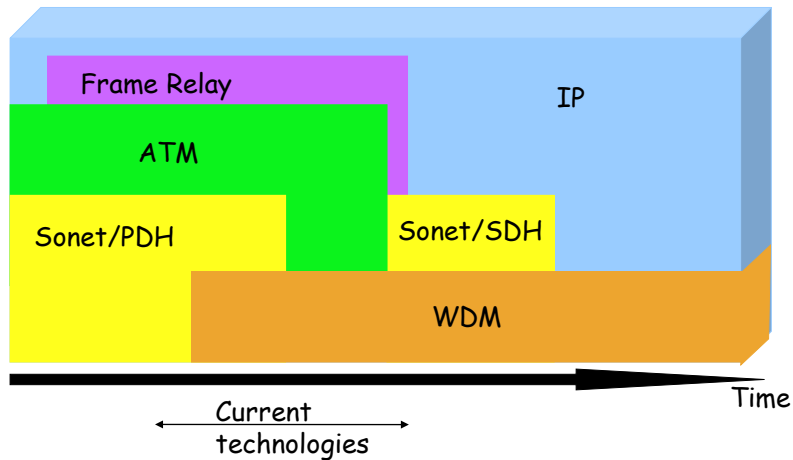 Frame Relay
IP
ATM
Sonet/PDH
Sonet/SDH
WDM
Time
Current
technologies